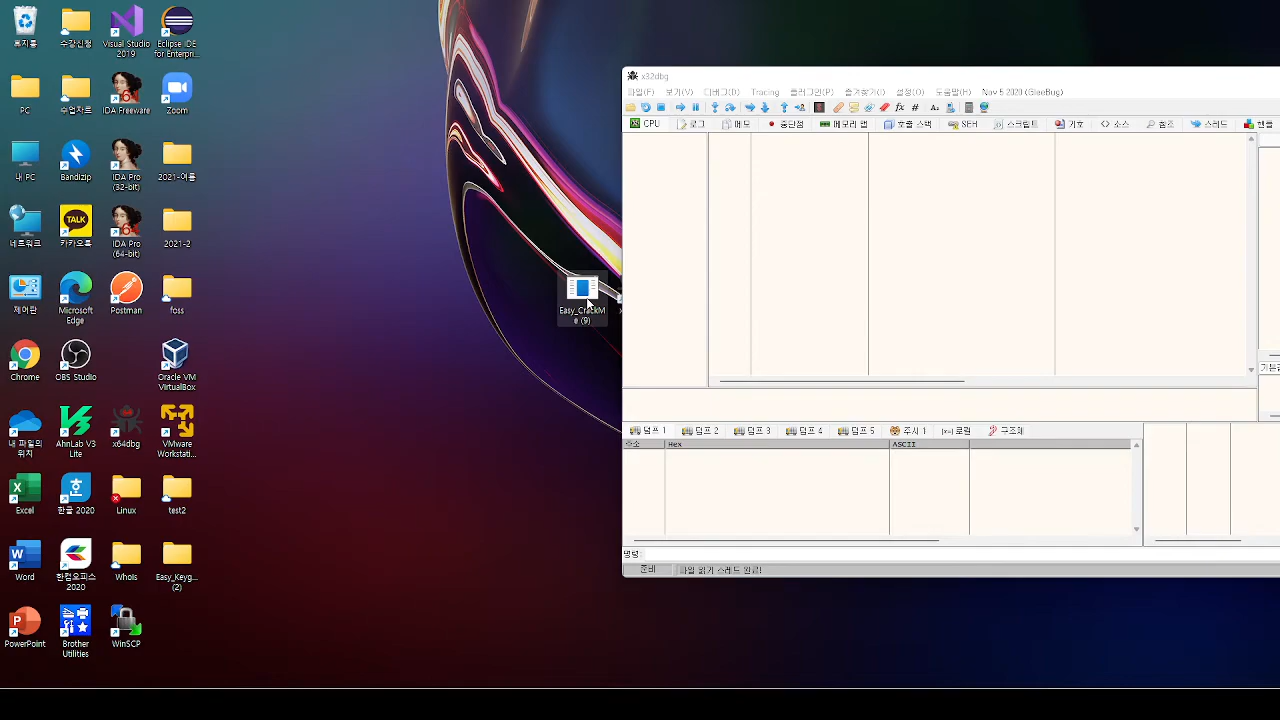 휴지통
수강신청
Visual Studio
2019
Eclipse IDE
for Enterpri...
PC
수업자료
IDA Freeware
Zoom
내 PC
Bandizip
IDA Pro
(32-bit)
2021-여름
네트워크
TALK
카카오톡
IDA Pro
(64-bit)
2021-2
제어판
Microsoft
Edge
Postman
foss
Chrome
OBS Studio
Oracle VM
VirtualBox
내 파일의
위치
AhnLab V3
Lite
x64dbg
VMware
Workstati...
Excel
한글 2020
Linux
test2
Word
한컴오피스
2020
WhoIs
Easy_Keyg...
(2)
PowerPoint
Brother
Utilities
WinSCP
Easy_CrackM
e (9)
x32dbg
파일(F) 보기(V) 디버그(D) Tracing 플러그인(P) 즐겨찾기(I) 설정(O) 도움말(H) Nov 5 2020 (GleeBug)
CPU 로그 메모 중단점 메모리 맵 호출 스택 SEH 스크립트 기호 소스 참조 스레드 핸들
덤프 1 덤프 2 덤프 3 덤프 4 덤프 5 주시 1 로컬 구조체
주소 Hex ASCII
명령:
준비 파일 읽기 스레드 완료!